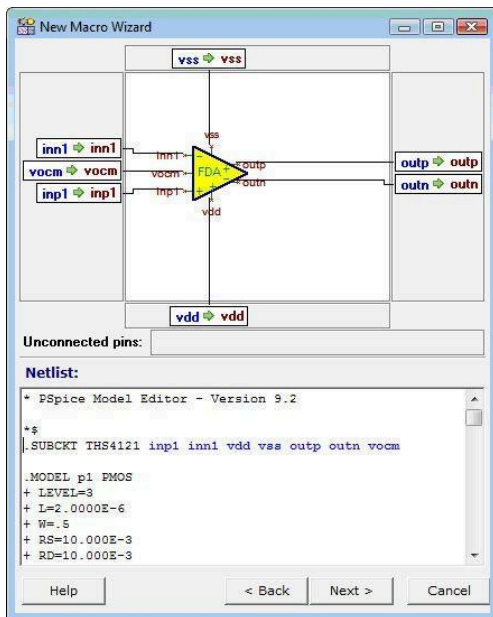 New Macro Wizard
vss vss
vss
inn1 inn1
inn1
vocm vocm
vocm
inp1 inp1
inp1
FDA
outp
outn
outp outp
outn outn
vdd
vdd vdd
Unconnected pins:
Netlist:
* PSpice Model Editor - Version 9.2
*$
.SUBCKT THS4121 inp1 inn1 vdd vss outp outn vocm
.MODEL p1 PMOS
+ LEVEL=3
+ L=2.0000E-6
+ W=.5
+ RS=10.000E-3
+ RD=10.000E-3
Help
< Back
Next >
Cancel